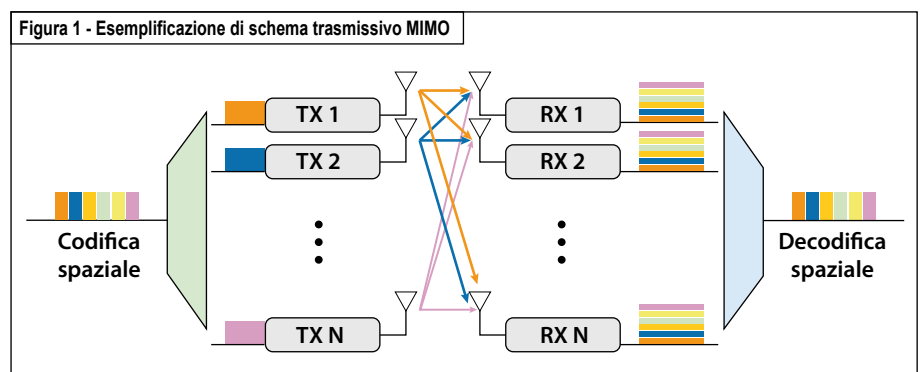 Figura 1 - Esemplificazione di schema trasmissivo MIMO
TX 1
RX 1
TX 2
RX 2
Codifica
spaziale
Decodifica
spaziale
TX N
RX N